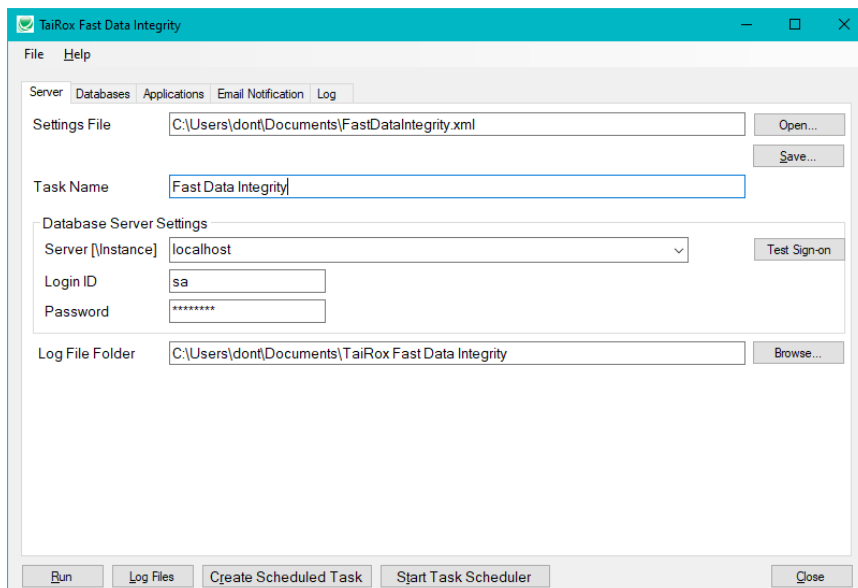 TaiRox Fast Data Integrity
File Help
Server Databases Applications Email Notification Log
Settings File C:\Users\dont\Documents\FastDataIntegrity.xml Open...
Save...
Task Name Fast Data Integrity
Database Server Settings
Server [\Instance] localhost Test Sign-on
Login ID sa
Password ********
Log File Folder C:\Users\dont\Documents\TaiRox Fast Data Integrity Browse...
Run Log Files Create Scheduled Task Start Task Scheduler Close